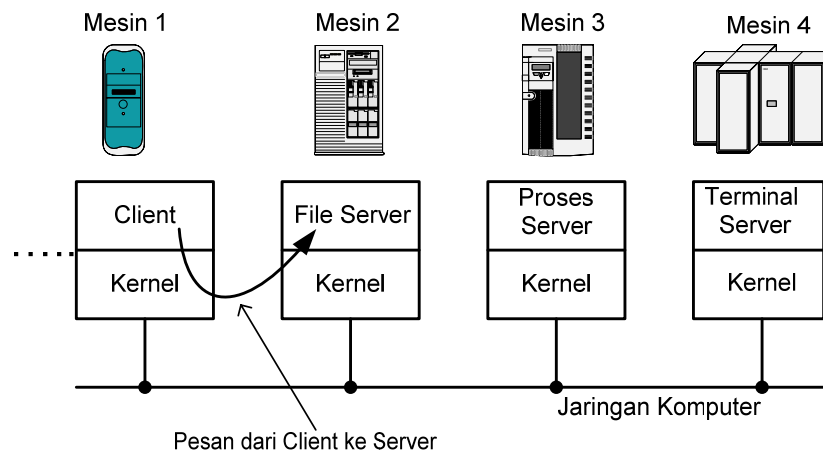 Mesin 1
Mesin 2
Mesin 3
Mesin 4
Client
File Server
Proses
Server
Terminal
Server
Kernel
Kernel
Kernel
Kernel
Jaringan Komputer
Pesan dari Client ke Server